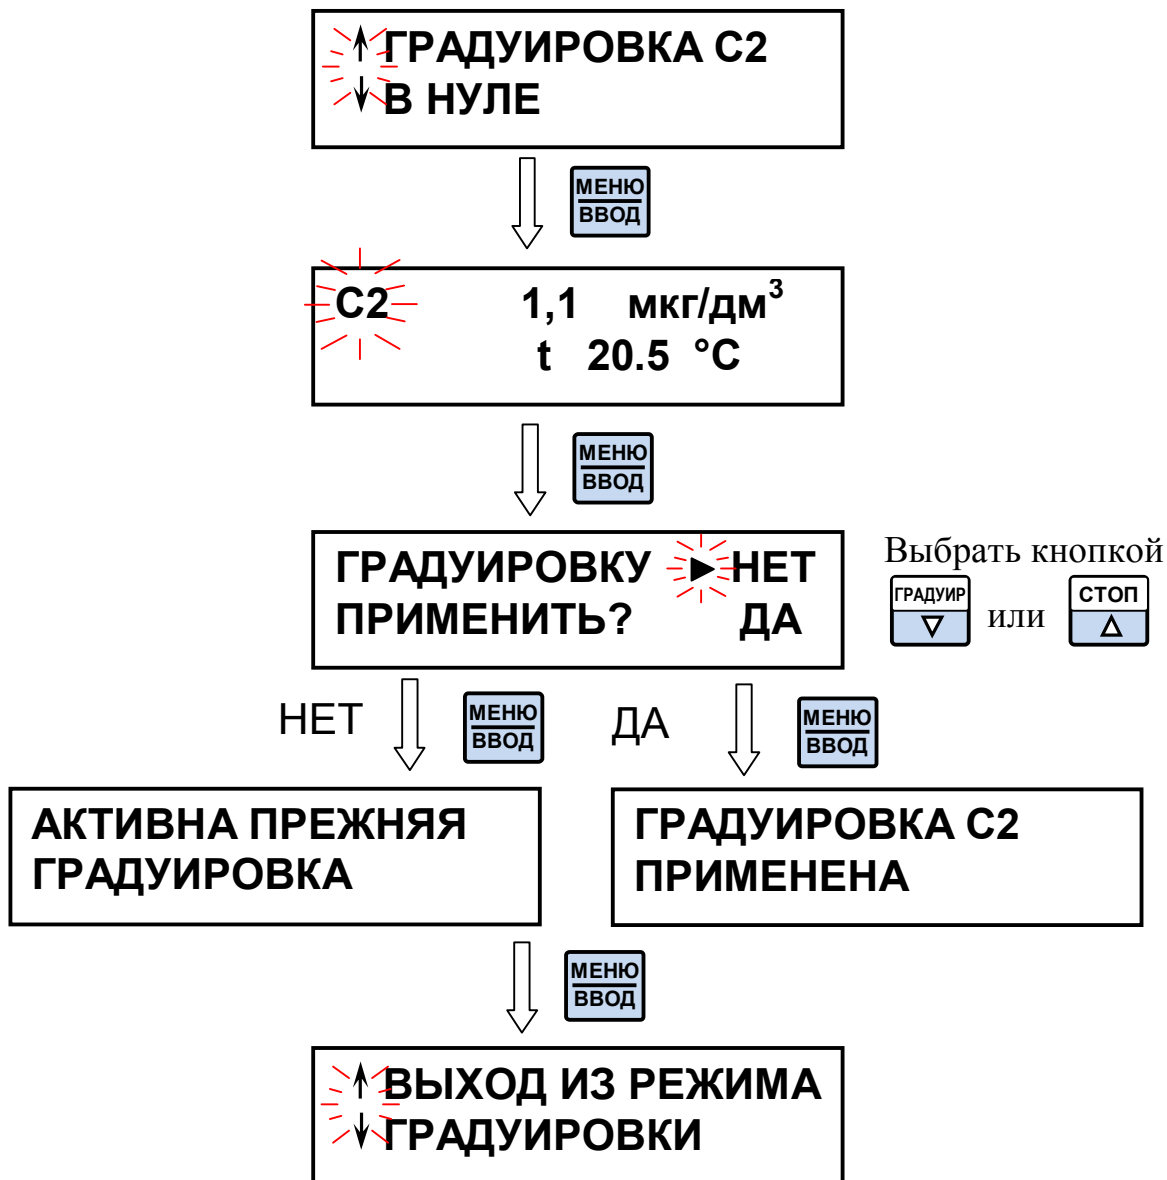 ГРАДУИРОВКА С2
В НУЛЕ
МЕНЮ
ВВОД
С2 1,1 мкг/дм³
t 20.5 °С
МЕНЮ
ВВОД
ГРАДУИРОВКУ НЕТ
ПРИМЕНИТЬ? ДА
Выбрать кнопкой
ГРАДУИР или СТОП
НЕТ
МЕНЮ
ВВОД
ДА
МЕНЮ
ВВОД
АКТИВНА ПРЕЖНЯЯ
ГРАДУИРОВКА
ГРАДУИРОВКА С2
ПРИМЕНЕНА
МЕНЮ
ВВОД
ВЫХОД ИЗ РЕЖИМА
ГРАДУИРОВКИ